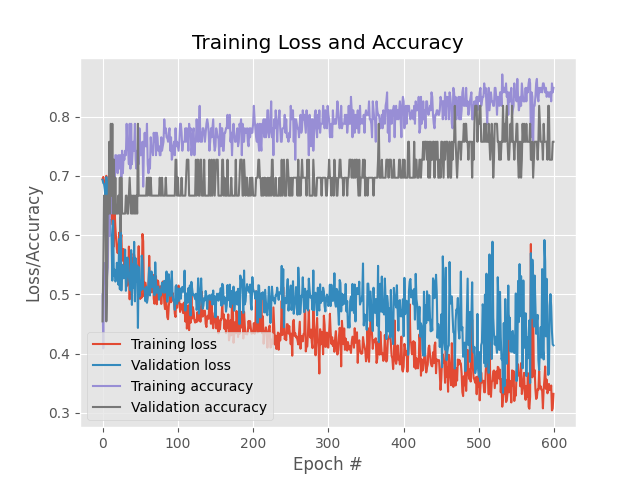 Training Loss and Accuracy
Loss/Accuracy
0.8
0.7
0.6
0.5
0.4
0.3
Training loss
Validation loss
Training accuracy
Validation accuracy
0 100 200 300 400 500 600
Epoch #